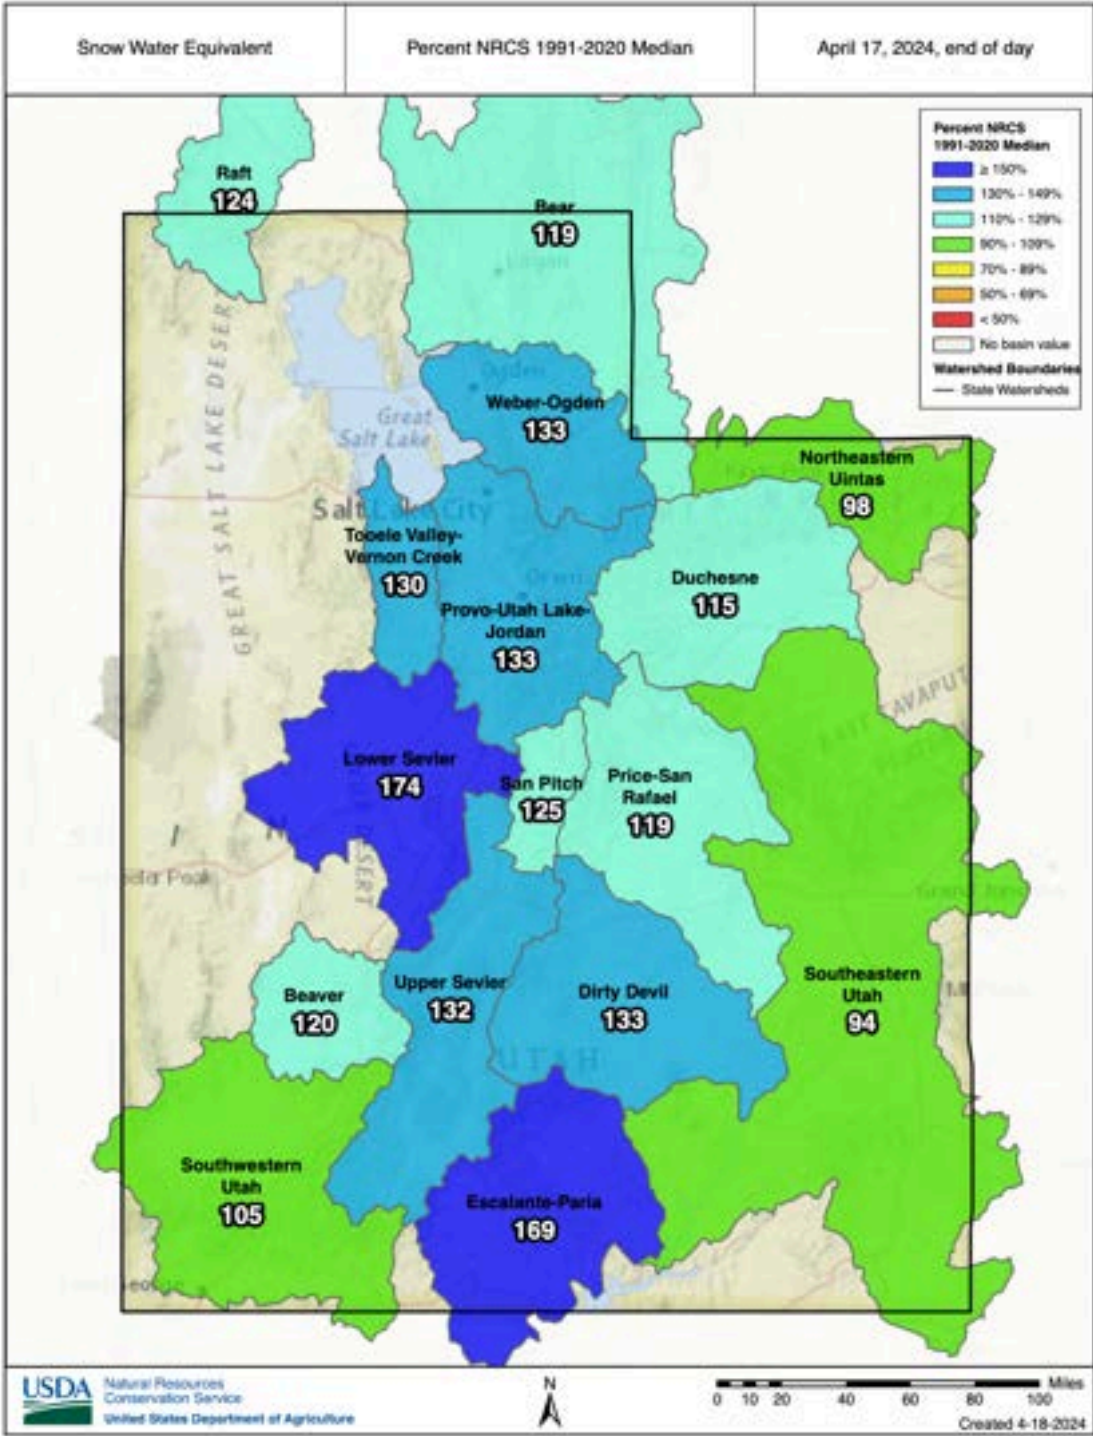 Snow Water Equivalent
Percent NRCS 1991-2020 Median
April 17, 2024, end of day
Percent NRCS
1991-2020 Median
≥ 150%
130% - 149%
110% - 129%
90% - 109%
70% - 89%
50% - 69%
< 50%
No basin value
Watershed Boundaries
State Watersheds
Raft
124
Bear
119
Logan
Ogden
Weber-Ogden
133
Great
Salt Lake
GREAT SALT LAKE DESER
Northeastern
Uintas
98
Salt Lake City
Tooele Valley-
Vernon Creek
130
Duchesne
115
Provo-Utah Lake-
Jordan
133
EAST TAVAPUT
Lower Sevier
174
San Pitch
125
Price-San
Rafael
119
SERT
Grand Junction
Upper Sevier
132
Dirty Devil
133
Southeastern
Utah
94
Beaver
120
UTAH
Southwestern
Utah
105
Escalante-Paria
169
USDA
Natural Resources
Conservation Service
United States Department of Agriculture
N
Miles
0 10 20 40 60 80 100
Created 4-18-2024